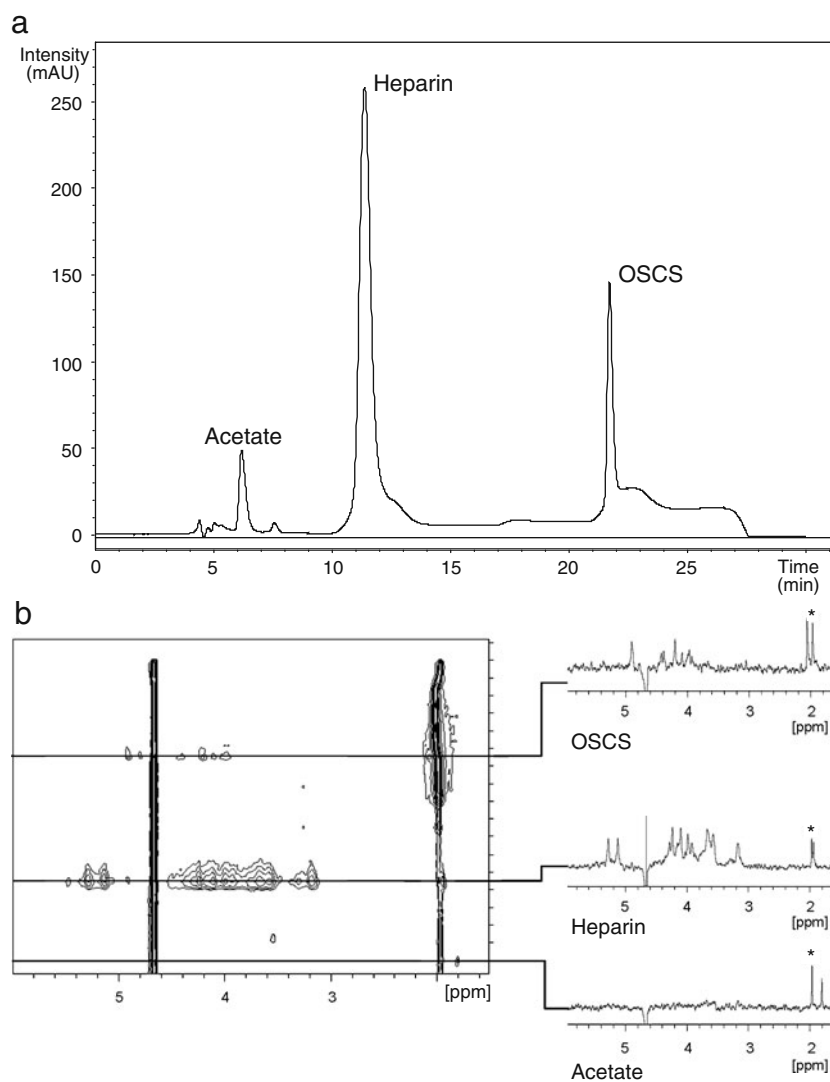 a
Intensity
(mAU)
250
200
150
100
50
0
Heparin
OSCS
Acetate
0 5 10 15 20 25 Time
(min)
b
5 4 3 [ppm]
*
5 4 3 2
[ppm]
OSCS
*
5 4 3 2
[ppm]
Heparin
*
5 4 3 2
[ppm]
Acetate